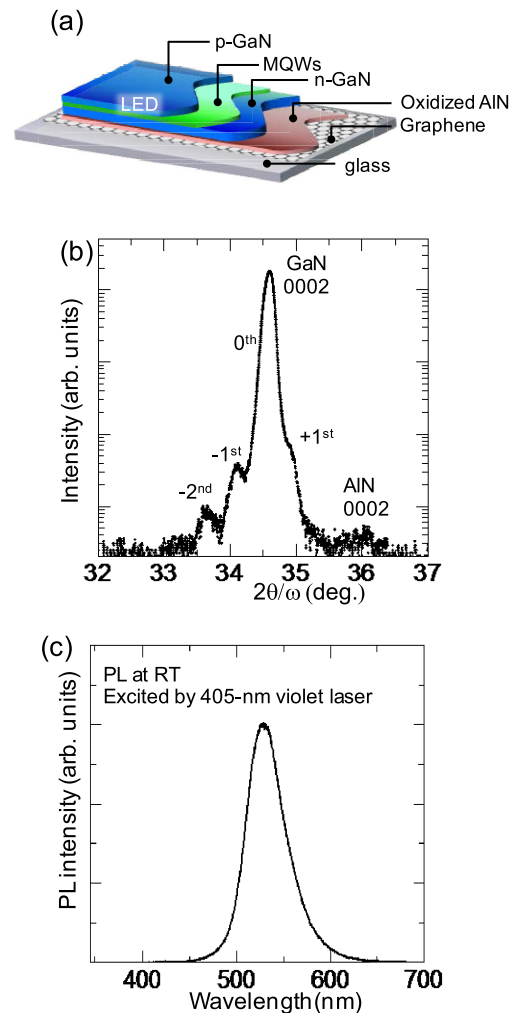 (a)
p-GaN
MQWs
n-GaN
LED
Oxidized AlN
Graphene
glass
(b)
GaN
0002
0th
+1st
-1st
-2nd
AlN
0002
Intensity (arb. units)
32 33 34 35 36 37
2θ/ω (deg.)
(c)
PL at RT
Excited by 405-nm violet laser
PL intensity (arb. units)
400 500 600 700
Wavelength(nm)